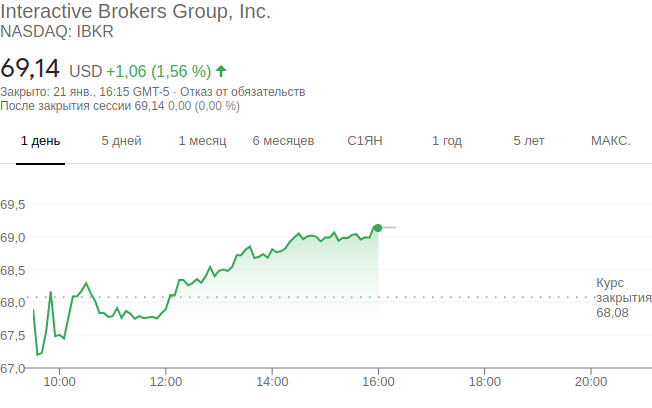 Interactive Brokers Group, Inc.
NASDAQ: IBKR
69,14 USD +1,06 (1,56 %)
Закрыто: 21 янв., 16:15 GMT-5 · Отказ от обязательств
После закрытия сессии 69,14 0,00 (0,00 %)
1 день 5 дней 1 месяц 6 месяцев С1ЯН 1 год 5 лет МАКС.
69,5
69,0
68,5
Курс
68,0 закрытия
68,08
67,5
67,0
10:00 12:00 14:00 16:00 18:00 20:00